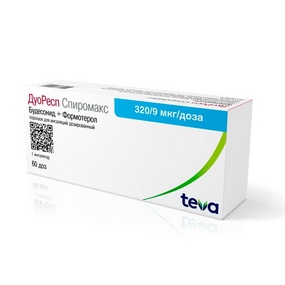 ДуоРесп Спиромакс
Будесонид + Формотерол
порошок для ингаляций дозированный
320/9 мкг/доза
1 ингалятор
60 доз
teva